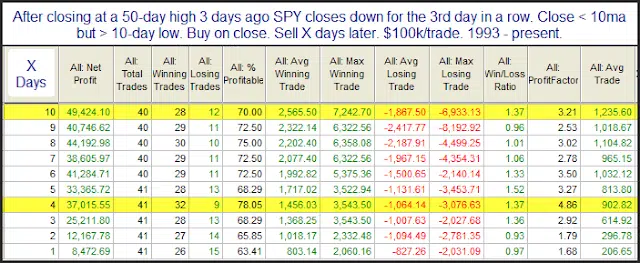 After closing at a 50-day high 3 days ago SPY closes down for the 3rd day in a row. Close < 10ma
but > 10-day low. Buy on close. Sell X days later. $100k/trade. 1993 - present.
X Days All: Net Profit All: Total Trades All: Winning Trades All: Losing Trades All: % Profitable All: Avg Winning Trade All: Max Winning Trade All: Avg Losing Trade All: Max Losing Trade All: Win/Loss Ratio All: ProfitFactor All: Avg Trade
10 49,424.10 40 28 12 70.00 2,565.50 7,242.70 -1,867.50 -6,933.13 1.37 3.21 1,235.60
9 40,746.62 40 29 11 72.50 2,322.14 6,322.56 -2,417.77 -8,192.92 0.96 2.53 1,018.67
8 44,192.98 40 30 10 75.00 2,202.40 6,358.08 -2,187.91 -4,499.25 1.01 3.02 1,104.82
7 38,605.97 40 29 11 72.50 2,077.40 6,322.56 -1,967.15 -4,354.31 1.06 2.78 965.15
6 41,284.71 40 29 11 72.50 1,992.82 5,375.36 -1,500.65 -2,140.14 1.33 3.50 1,032.12
5 33,365.72 41 28 13 68.29 1,717.04 3,522.94 -1,131.61 -3,453.71 1.52 3.27 813.80
4 37,015.55 41 32 9 78.05 1,456.03 3,543.50 -1,064.14 -3,076.63 1.37 4.86 902.82
3 25,211.80 41 28 13 68.29 1,368.25 3,543.50 -1,007.63 -2,027.68 1.36 2.92 614.92
2 12,167.78 41 27 14 65.85 1,018.17 2,332.48 -1,094.49 -2,781.35 0.93 1.79 296.78
1 8,472.69 41 26 15 63.41 803.14 2,060.16 -827.26 -2,031.09 0.97 1.68 206.65